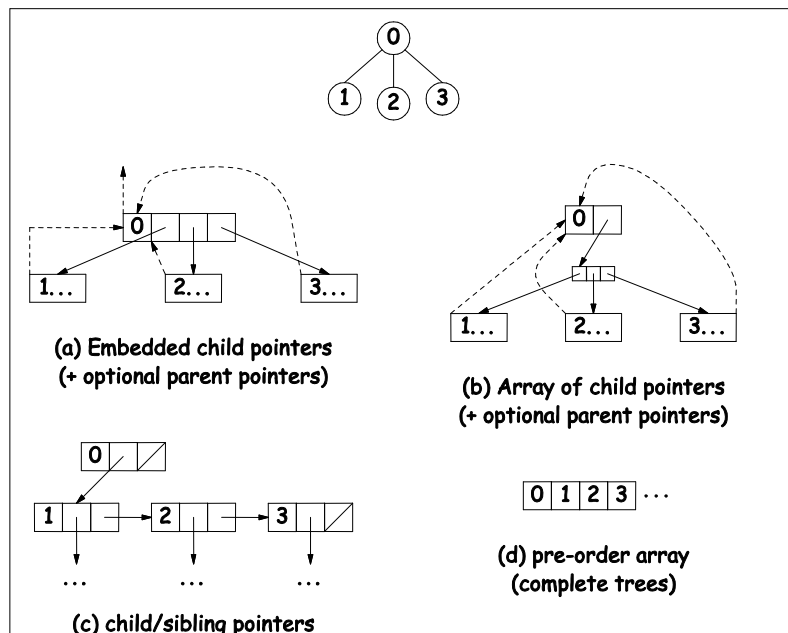 0
1 2 3
0
1... 2... 3...
(a) Embedded child pointers
(+ optional parent pointers)
0
1... 2... 3...
(b) Array of child pointers
(+ optional parent pointers)
0
1 2 3
... ... ...
(c) child/sibling pointers
0 1 2 3 ...
(d) pre-order array
(complete trees)